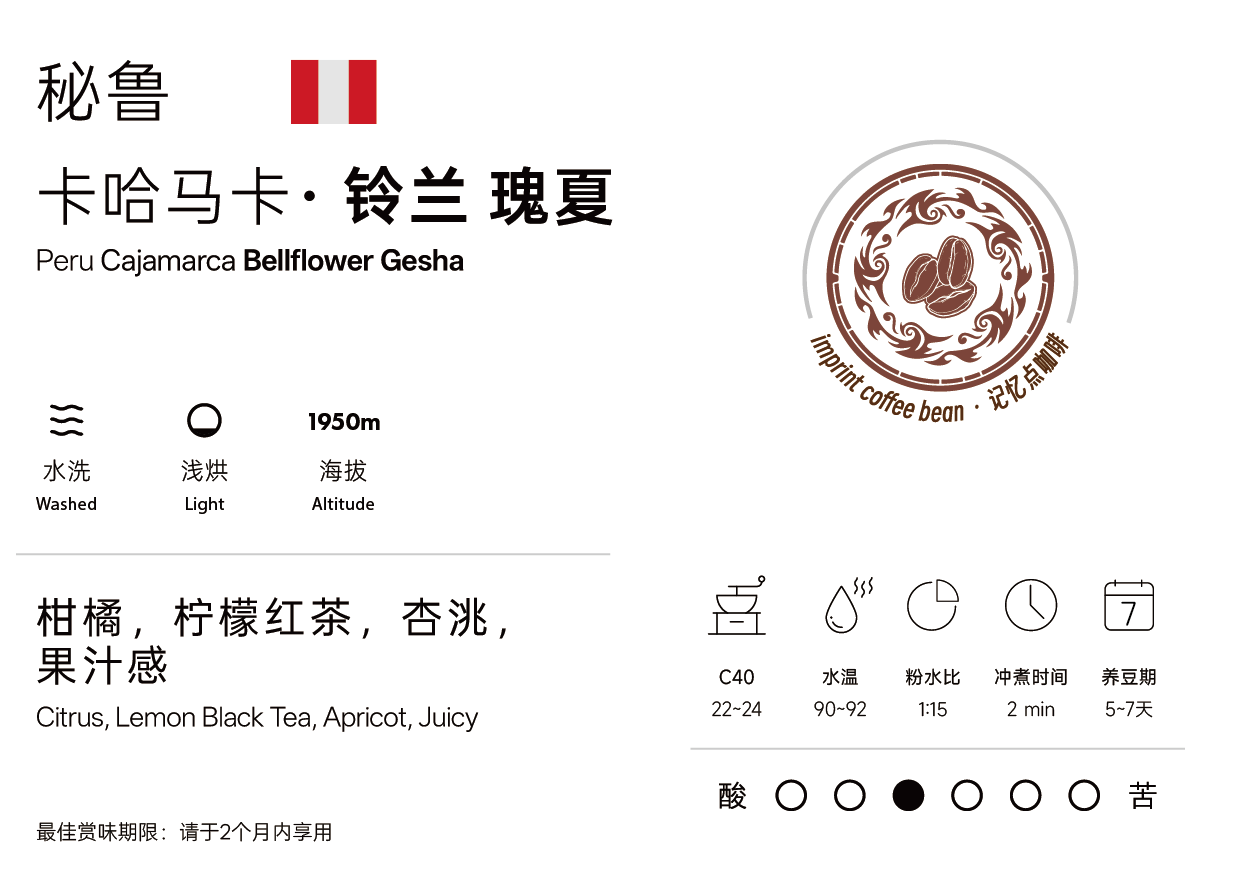 秘鲁
卡哈马卡· 铃兰 瑰夏
Peru Cajamarca Bellflower Gesha
1950m
水洗 浅烘 海拔
Washed Light Altitude
柑橘，柠檬红茶，杏洮，
果汁感
Citrus, Lemon Black Tea, Apricot, Juicy
最佳赏味期限：请于2个月内享用
imprint coffee bean · 记忆点咖啡
7
C40 水温 粉水比 冲煮时间 养豆期
22~24 90~92 1:15 2 min 5~7天
酸 苦